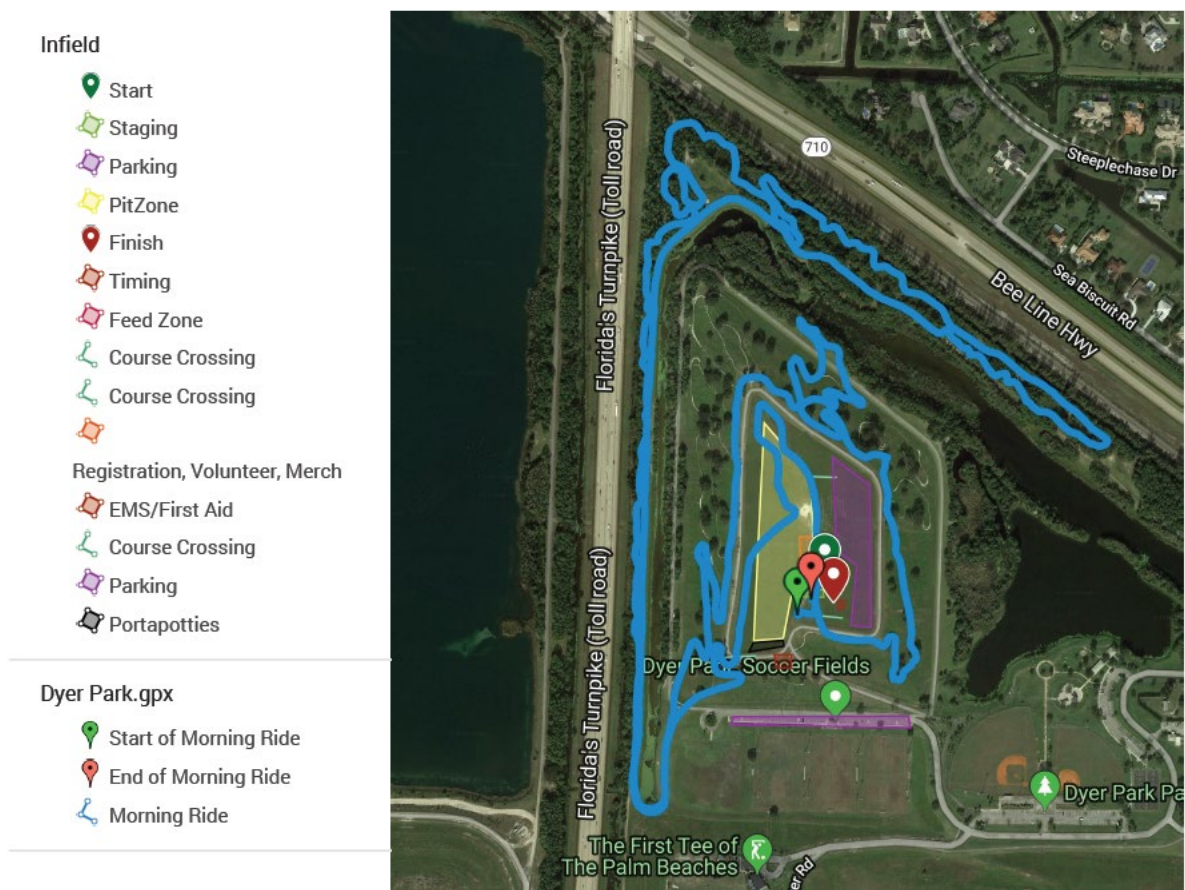 Infield
Start
Staging
Parking
PitZone
Finish
Timing
Feed Zone
Course Crossing
Course Crossing
Registration, Volunteer, Merch
EMS/First Aid
Course Crossing
Parking
Portapotties
Dyer Park.gpx
Start of Morning Ride
End of Morning Ride
Morning Ride
710
Steeplechase Dr
Florida's Turnpike (Toll road)
Sea Biscuit Rd
Bee Line Hwy
Florida's Turnpike (Toll road)
Dyer Park Soccer Fields
Dyer Park Pa
The First Tee of
The Palm Beaches
er Rd